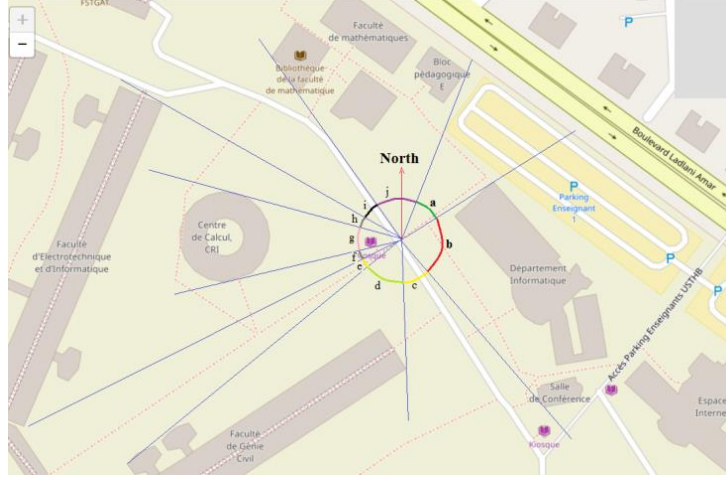 FSTGAT
+
−
Faculté
de mathématiques
Bibliothèque
de la faculté
de mathématique
Bloc
pédagogique
E
P
Boulevard Ladlani Amar
North
Parking
Enseignant
1
P
P
P
j
i
a
h
g
b
f
e
d
c
Kiosque
Centre
de Calcul,
CRI
Faculté
d'Electrotechnique
et d'Informatique
Département
Informatique
Accès Parking Enseignants USTHB
Salle
de Conférence
Espace
Interne
Faculté
de Génie
Civil
Kiosque